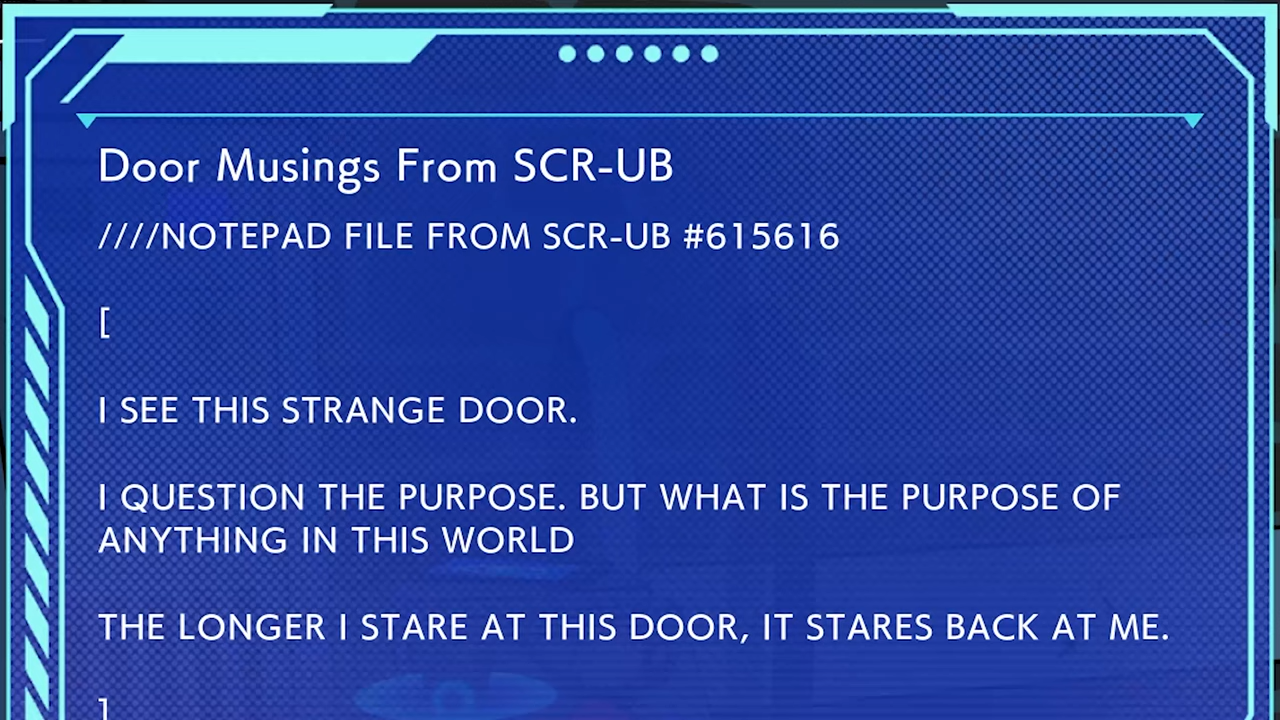 Door Musings From SCR-UB
////NOTEPAD FILE FROM SCR-UB #615616
[
I SEE THIS STRANGE DOOR.
I QUESTION THE PURPOSE. BUT WHAT IS THE PURPOSE OF
ANYTHING IN THIS WORLD
THE LONGER I STARE AT THIS DOOR, IT STARES BACK AT ME.
]